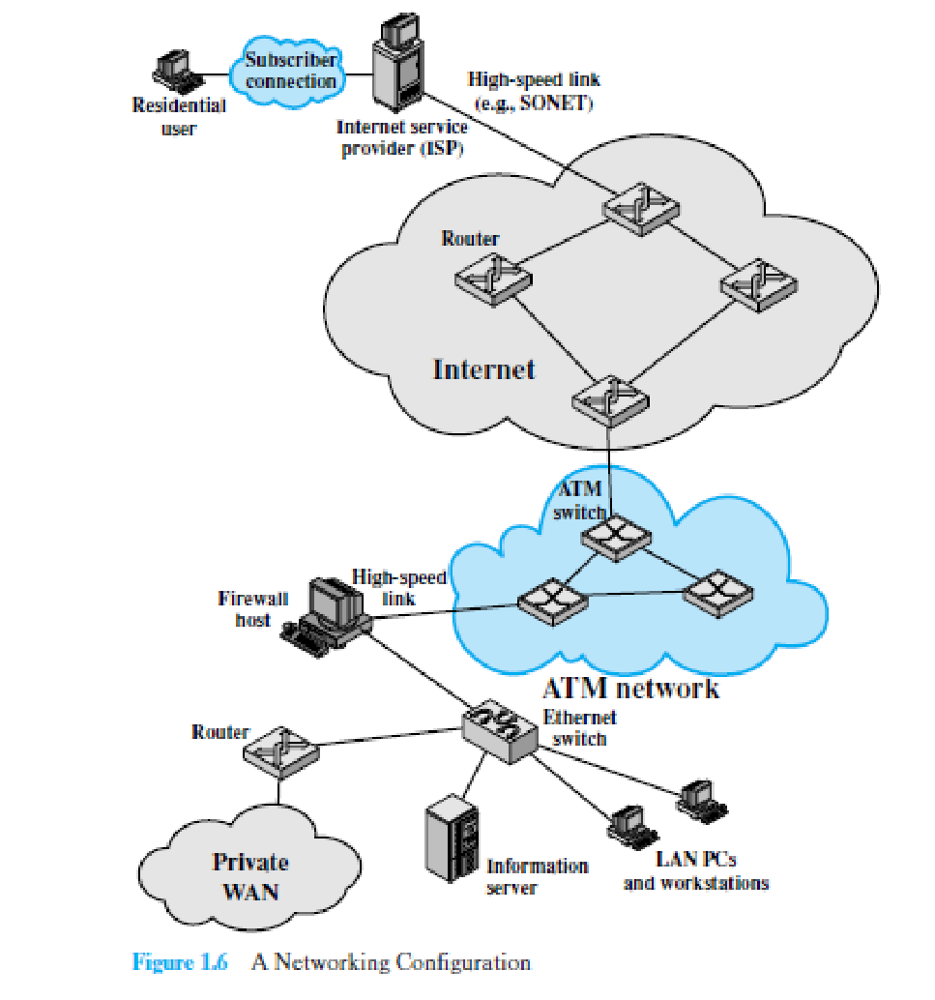 Subscriber
connection
Residential
user
Internet service
provider (ISP)
High-speed link
(e.g., SONET)
Router
Internet
ATM
switch
High-speed
link
Firewall
host
ATM network
Ethernet
switch
Router
Information
server
LAN PCs
and workstations
Private
WAN
Figure 1.6 A Networking Configuration